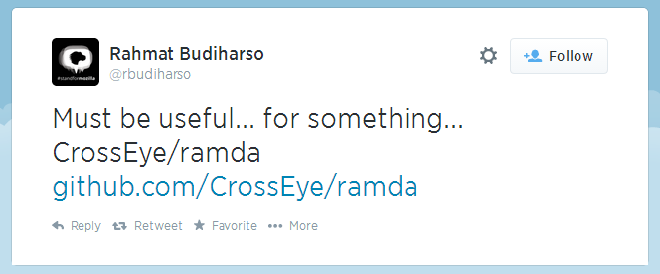 Rahmat Budiharso
@rbudiharso
Follow
#standformozilla
Must be useful... for something...
CrossEye/ramda
github.com/CrossEye/ramda
Reply Retweet Favorite More